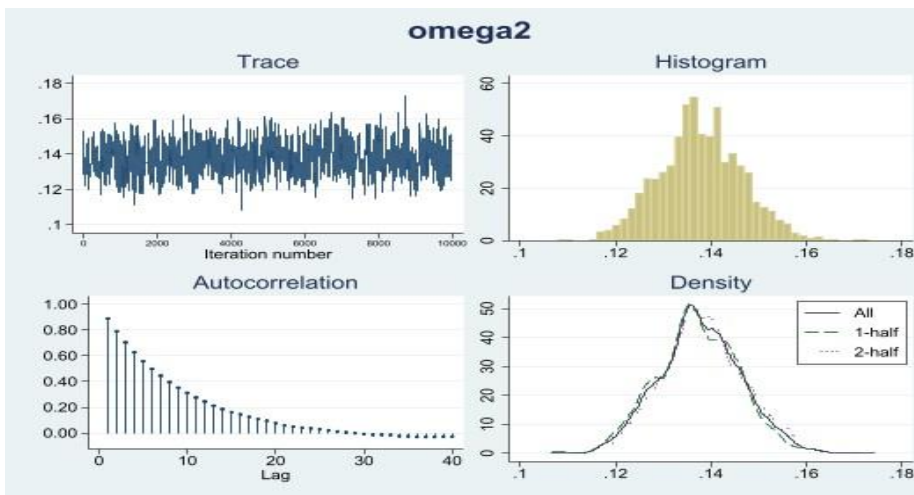 omega2
Trace
.18
.16
.14
.12
.1
0 2000 4000 6000 8000 10000
Iteration number
Histogram
60
40
20
0
.1 .12 .14 .16 .18
Autocorrelation
1.00
0.80
0.60
0.40
0.20
0.00
0 10 20 30 40
Lag
Density
50
40
30
20
10
0
.1 .12 .14 .16 .18
All
1-half
2-half